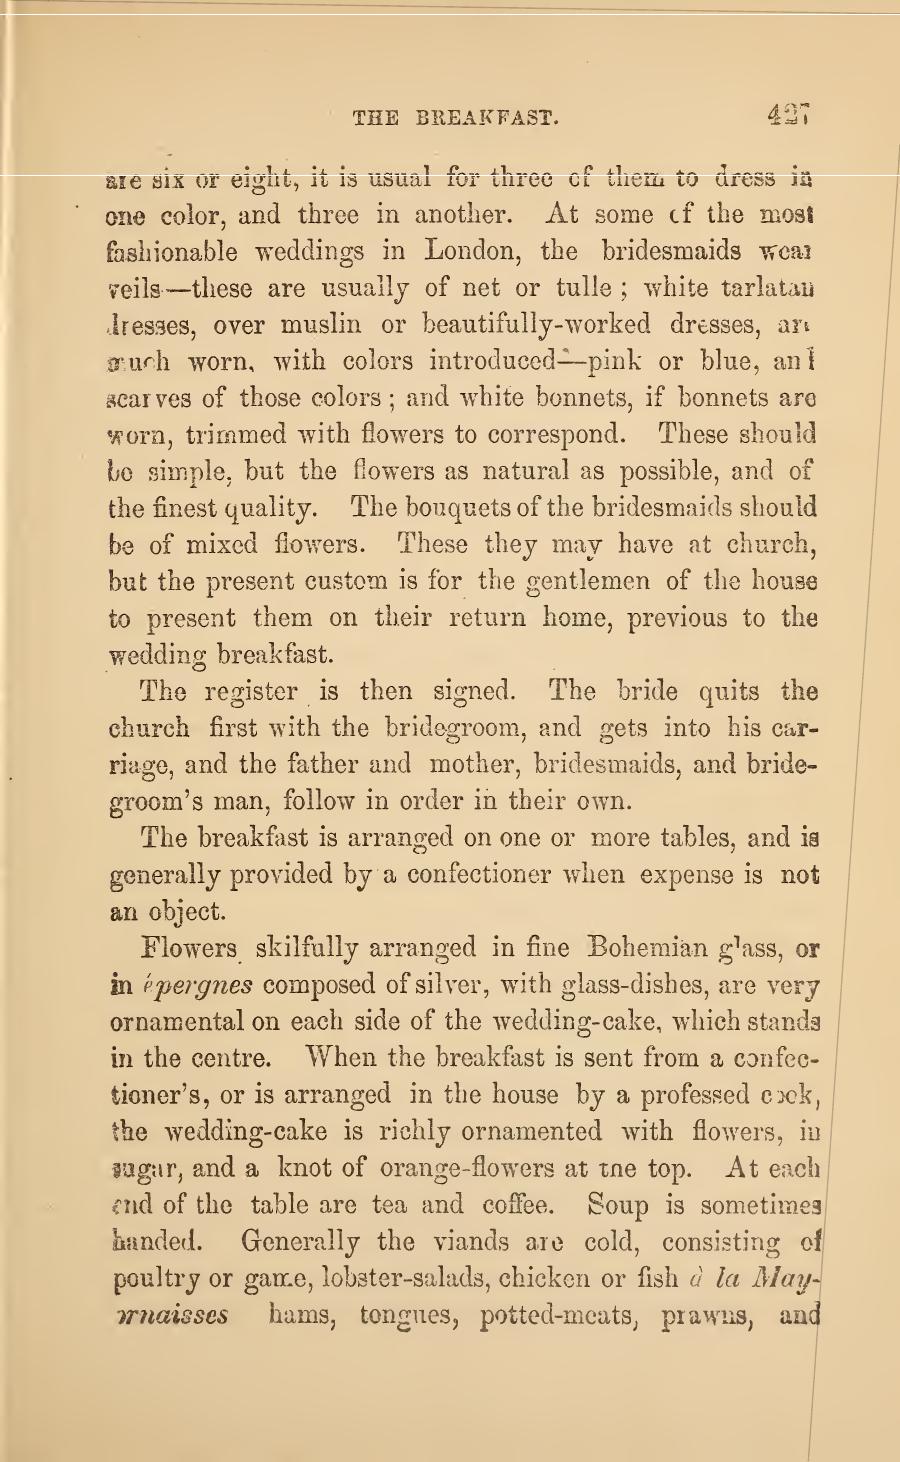 THE BREAKFAST. 427
are six or eight, it is usual for three of them to dress in
one color, and three in another. At some of the most
fashionable weddings in London, the bridesmaids wear
veils—these are usually of net or tulle; white tarlatan
dresses, over muslin or beautifully-worked dresses, are
much worn, with colors introduced—pink or blue, and
scarves of those colors; and white bonnets, if bonnets are
worn, trimmed with flowers to correspond. These should
be simple, but the flowers as natural as possible, and of
the finest quality. The bouquets of the bridesmaids should
be of mixed flowers. These they may have at church,
but the present custom is for the gentlemen of the house
to present them on their return home, previous to the
wedding breakfast.
The register is then signed. The bride quits the
church first with the bridegroom, and gets into his car-
riage, and the father and mother, bridesmaids, and bride-
groom's man, follow in order in their own.
The breakfast is arranged on one or more tables, and is
generally provided by a confectioner when expense is not
an object.
Flowers skilfully arranged in fine Bohemian glass, or
in épergnes composed of silver, with glass-dishes, are very
ornamental on each side of the wedding-cake, which stands
in the centre. When the breakfast is sent from a confec-
tioner's, or is arranged in the house by a professed cook,
the wedding-cake is richly ornamented with flowers, in
sugar, and a knot of orange-flowers at the top. At each
end of the table are tea and coffee. Soup is sometimes
handed. Generally the viands are cold, consisting of
poultry or game, lobster-salads, chicken or fish à la May-
hams, tongues, potted-meats, prawns, and